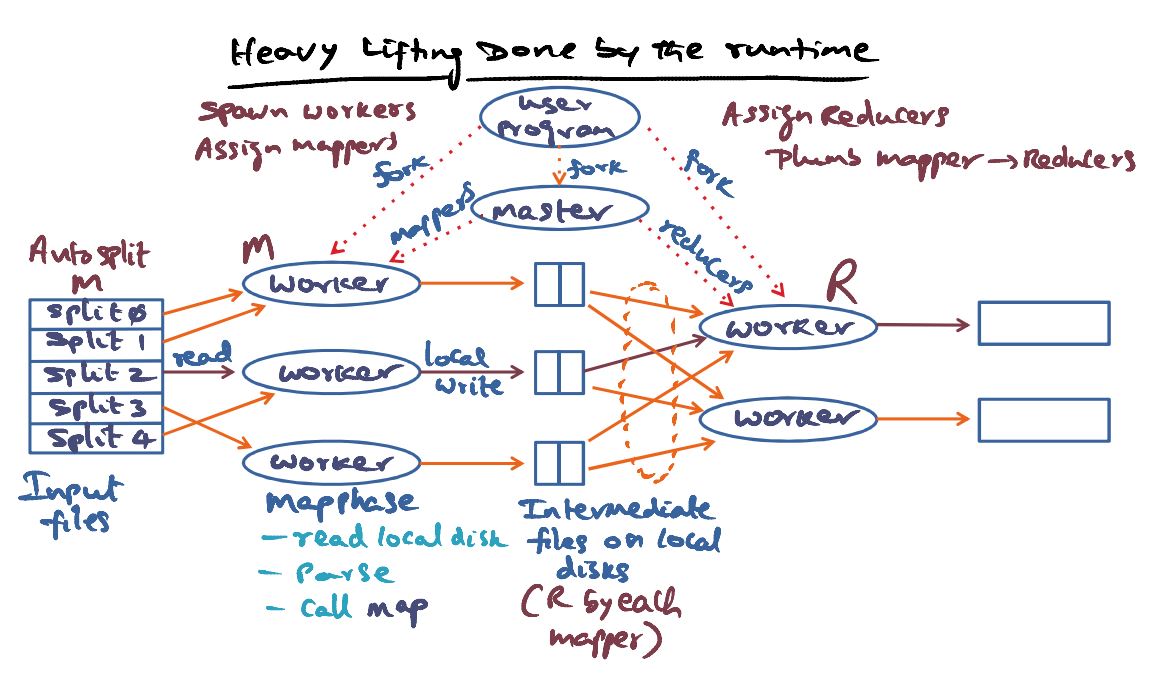 Heavy Lifting Done by the runtime
Spawn workers
Assign mappers
user
program
Assign Reducers
Plumb mapper → Reducers
fork
fork
fork
master
mappers
reducers
Auto split
M
M
R
split 0
split 1
split 2
split 3
split 4
read
worker
worker
worker
local
write
worker
worker
Input
files
Map phase
- read local disk
- Parse
- Call map
Intermediate
files on local
disks
(R by each
mapper)